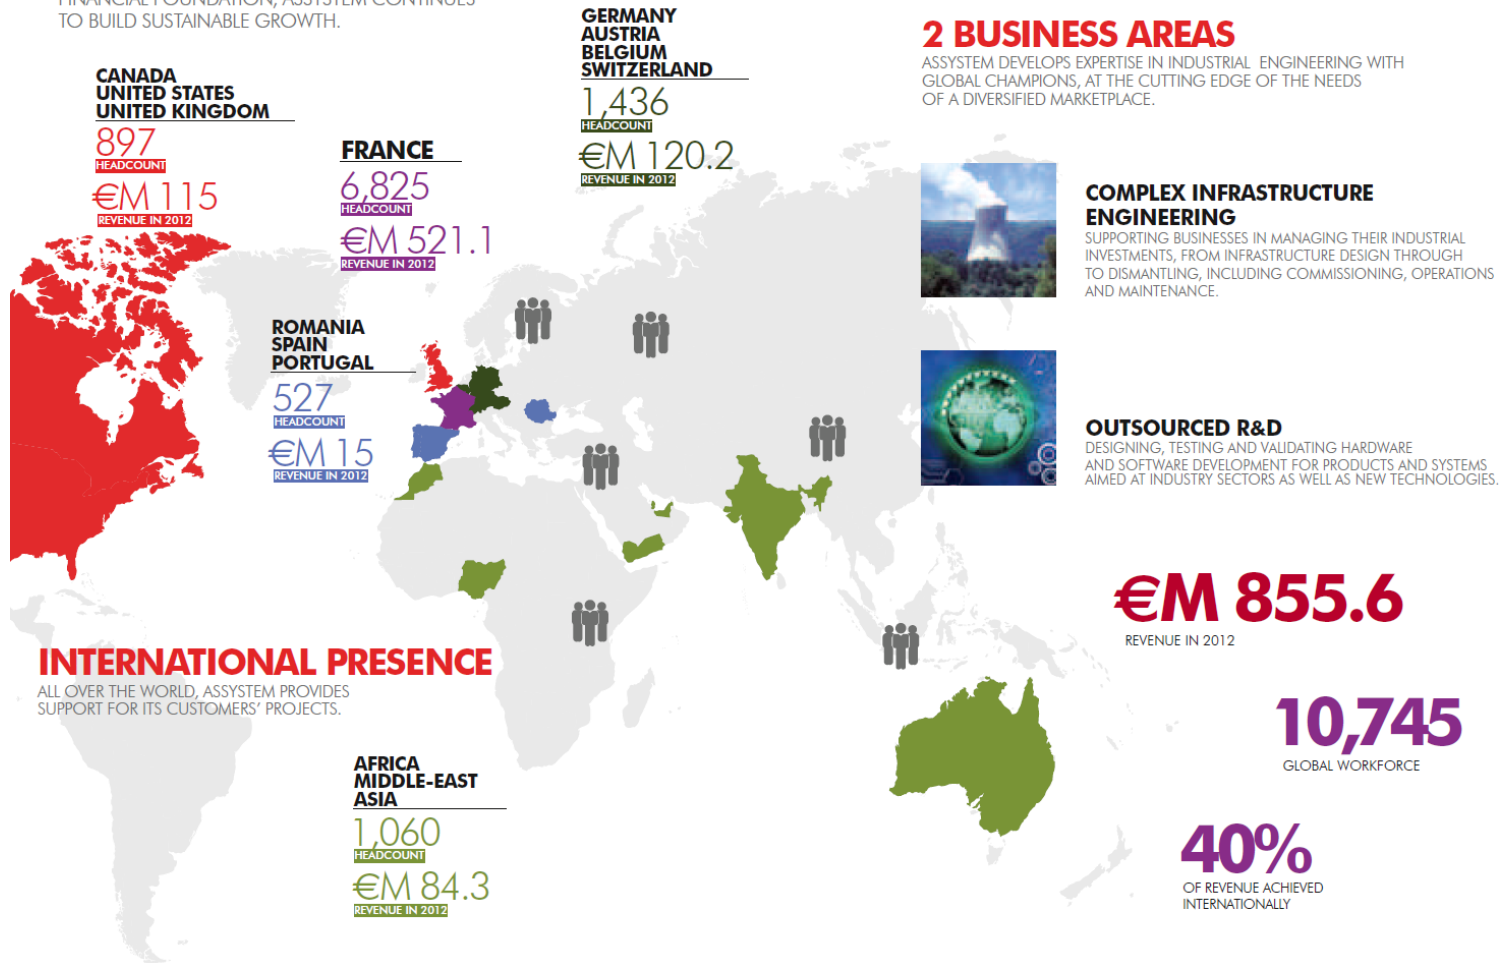 FINANCIAL FOUNDATION, ASSYSTEM CONTINUES
TO BUILD SUSTAINABLE GROWTH.
CANADA
UNITED STATES
UNITED KINGDOM
897
HEADCOUNT
€M 115
REVENUE IN 2012
FRANCE
6,825
HEADCOUNT
€M 521.1
REVENUE IN 2012
GERMANY
AUSTRIA
BELGIUM
SWITZERLAND
1,436
HEADCOUNT
€M 120.2
REVENUE IN 2012
ROMANIA
SPAIN
PORTUGAL
527
HEADCOUNT
€M 15
REVENUE IN 2012
INTERNATIONAL PRESENCE
ALL OVER THE WORLD, ASSYSTEM PROVIDES
SUPPORT FOR ITS CUSTOMERS' PROJECTS.
AFRICA
MIDDLE-EAST
ASIA
1,060
HEADCOUNT
€M 84.3
REVENUE IN 2012
2 BUSINESS AREAS
ASSYSTEM DEVELOPS EXPERTISE IN INDUSTRIAL ENGINEERING WITH
GLOBAL CHAMPIONS, AT THE CUTTING EDGE OF THE NEEDS
OF A DIVERSIFIED MARKETPLACE.
COMPLEX INFRASTRUCTURE
ENGINEERING
SUPPORTING BUSINESSES IN MANAGING THEIR INDUSTRIAL
INVESTMENTS, FROM INFRASTRUCTURE DESIGN THROUGH
TO DISMANTLING, INCLUDING COMMISSIONING, OPERATIONS
AND MAINTENANCE.
OUTSOURCED R&D
DESIGNING, TESTING AND VALIDATING HARDWARE
AND SOFTWARE DEVELOPMENT FOR PRODUCTS AND SYSTEMS
AIMED AT INDUSTRY SECTORS AS WELL AS NEW TECHNOLOGIES.
€M 855.6
REVENUE IN 2012
10,745
GLOBAL WORKFORCE
40%
OF REVENUE ACHIEVED
INTERNATIONALLY